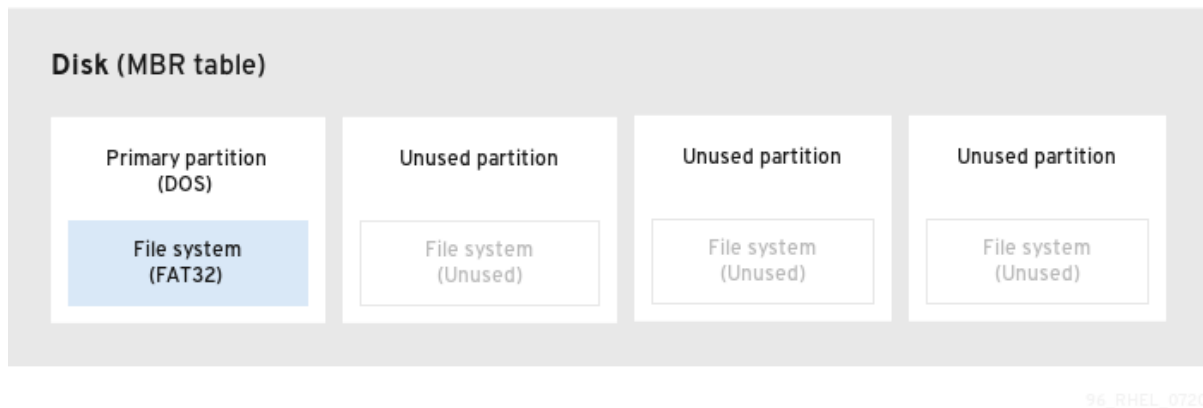 Disk (MBR table)
Primary partition
(DOS)
File system
(FAT32)
Unused partition
File system
(Unused)
Unused partition
File system
(Unused)
Unused partition
File system
(Unused)
96_RHEL_0720